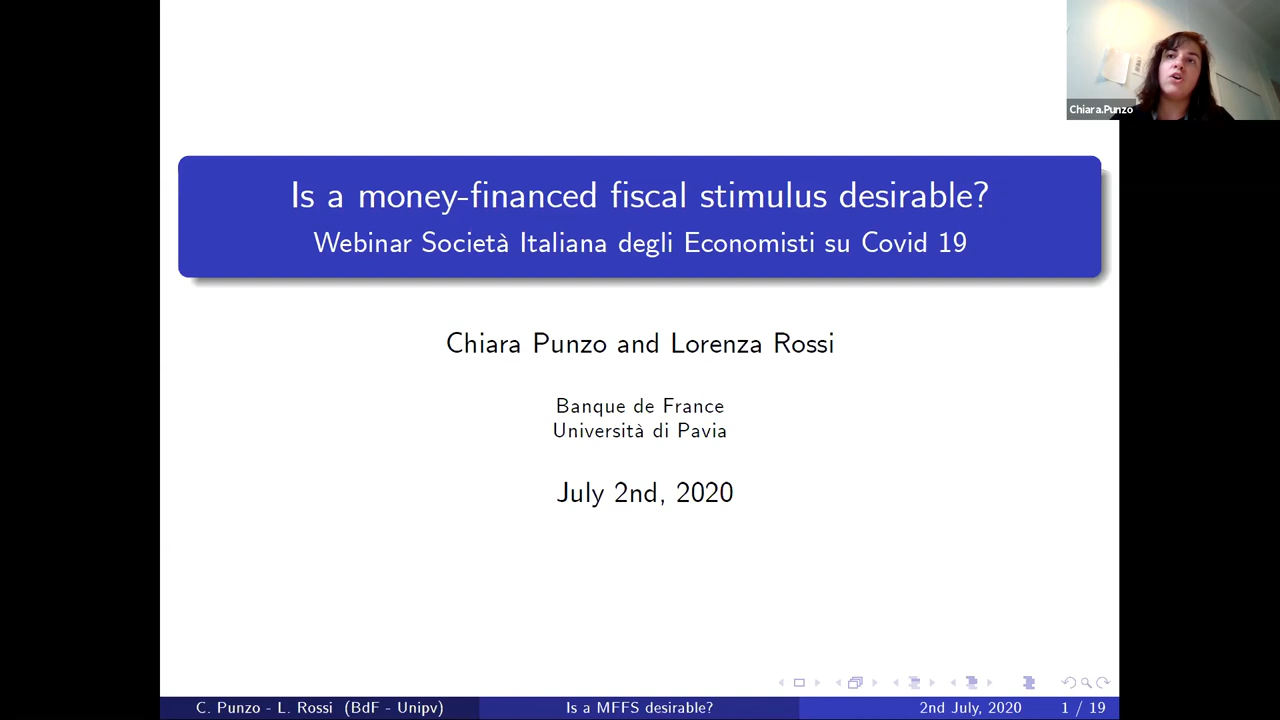 Chiara.Punzo
Is a money-financed fiscal stimulus desirable?
Webinar Società Italiana degli Economisti su Covid 19
Chiara Punzo and Lorenza Rossi
Banque de France
Università di Pavia
July 2nd, 2020
C. Punzo - L. Rossi (BdF - Unipv)
Is a MFFS desirable?
2nd July, 2020
1 / 19